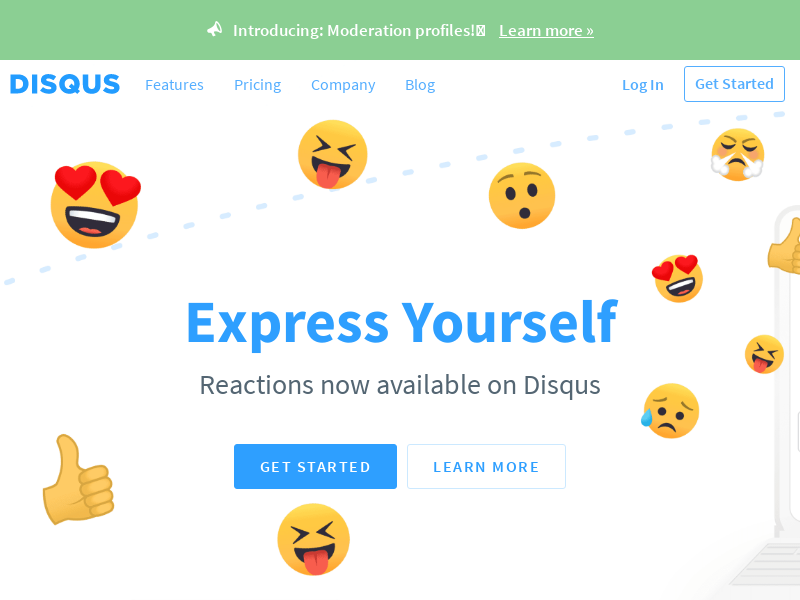 Introducing: Moderation profiles! Learn more »
DISQUS Features Pricing Company Blog Log In Get Started
Express Yourself
Reactions now available on Disqus
GET STARTED LEARN MORE